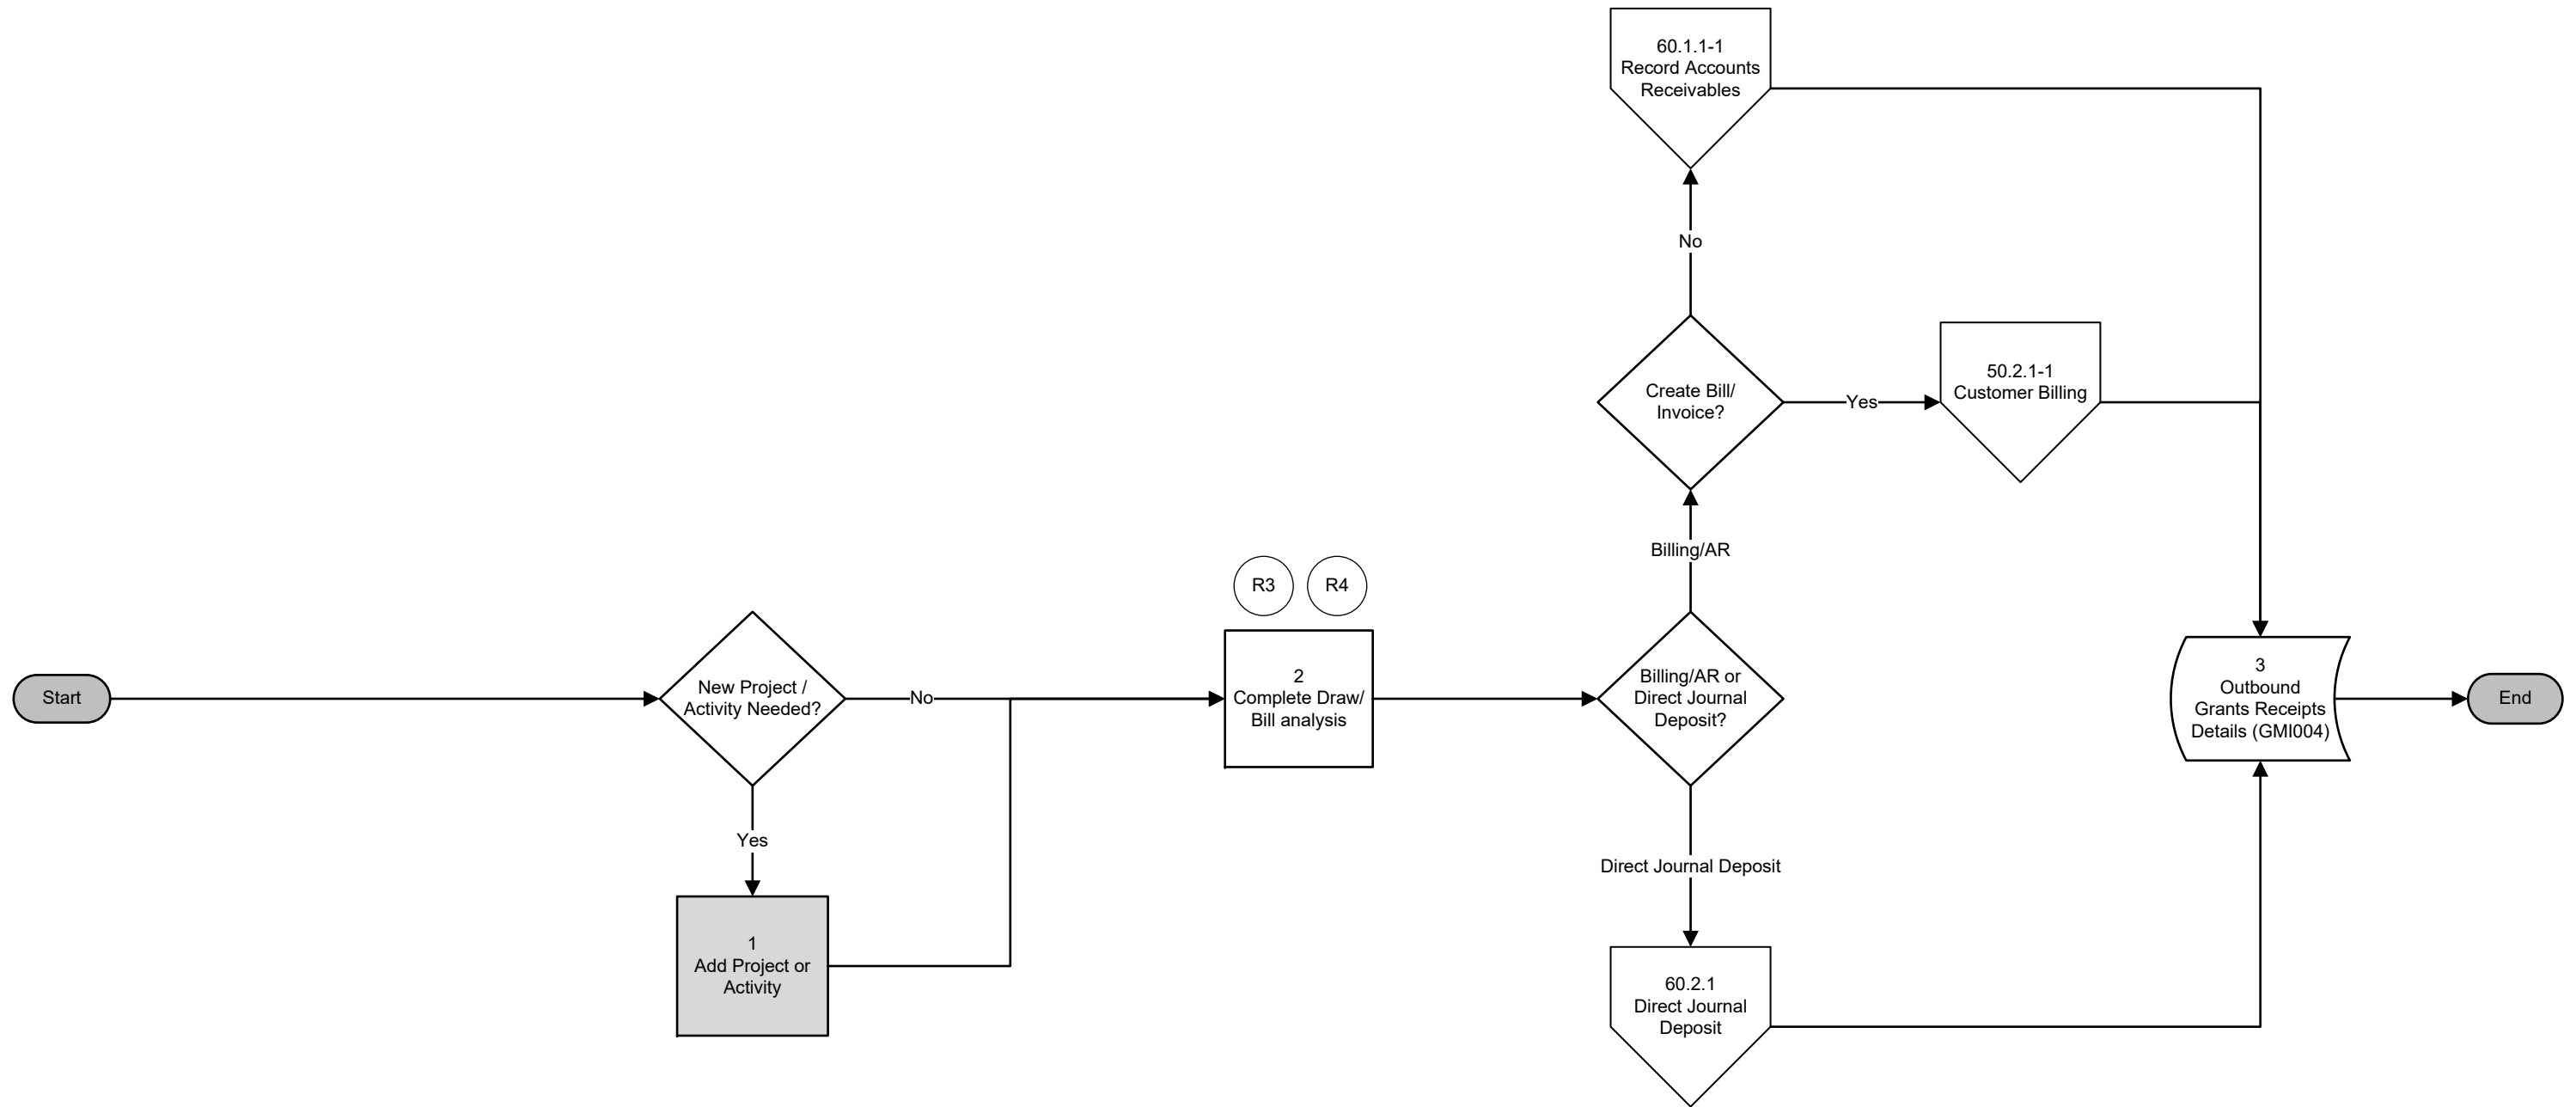 60.1.1-1
Record Accounts
Receivables
No
Create Bill/
Invoice?
Yes
50.2.1-1
Customer Billing
Billing/AR
R3
R4
Start
New Project /
Activity Needed?
No
2
Complete Draw/
Bill analysis
Billing/AR or
Direct Journal
Deposit?
3
Outbound
Grants Receipts
Details (GMI004)
End
Yes
Direct Journal Deposit
1
Add Project or
Activity
60.2.1
Direct Journal
Deposit